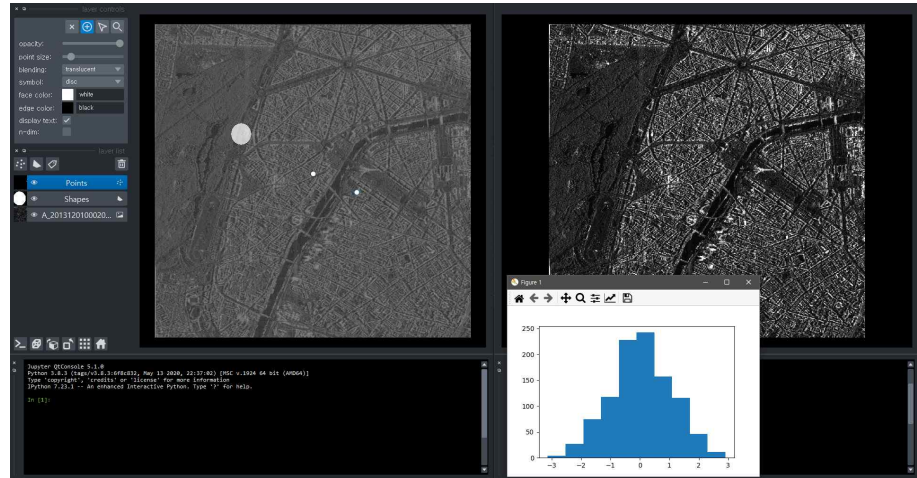 layer controls
opacity:
point size:
blending: translucent
symbol: disc
face color: white
edge color: black
display text:
n-dim:
layer list
Points
Shapes
A_2013120100020...
Jupyter QtConsole 5.1.0
Python 3.8.3 (tags/v3.8.3:6f8c832, May 13 2020, 22:37:02) [MSC v.1924 64 bit (AMD64)]
Type 'copyright', 'credits' or 'license' for more information
IPython 7.23.1 -- An enhanced Interactive Python. Type '?' for help.
In [1]:
Figure 1
250
200
150
100
50
0
−3 −2 −1 0 1 2 3